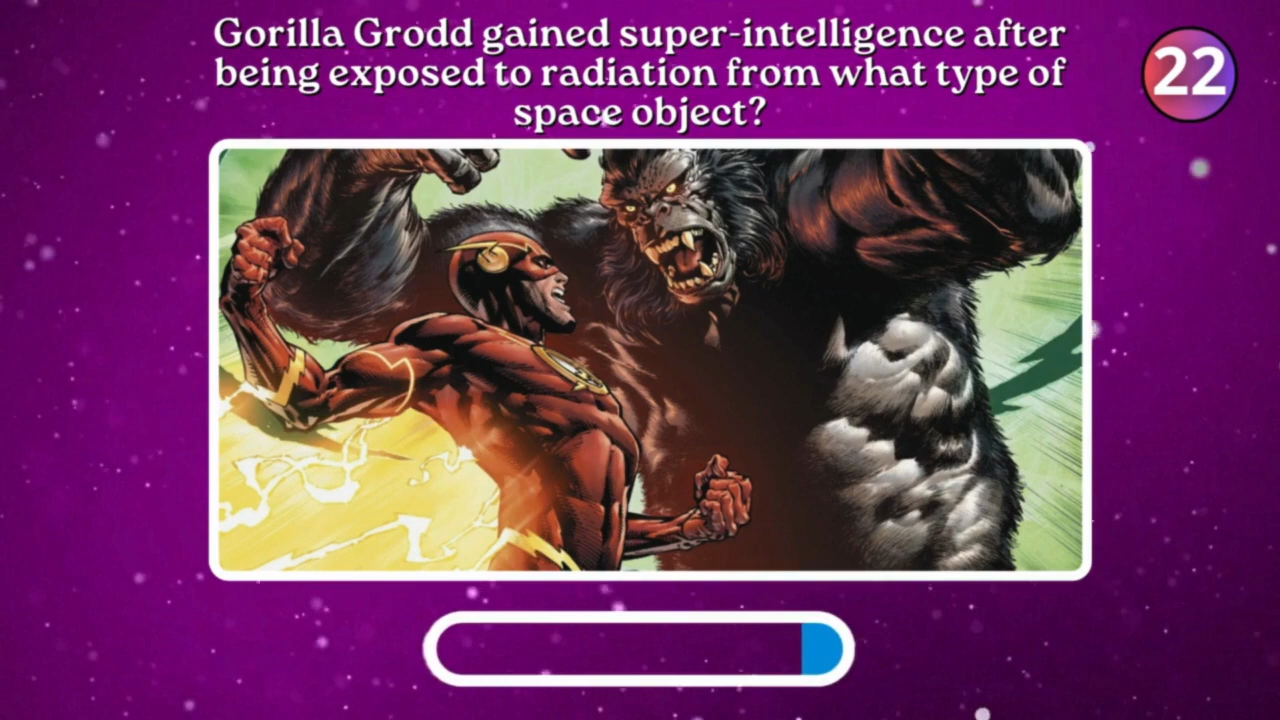 Gorilla Grodd gained super-intelligence after
being exposed to radiation from what type of
space object?
22